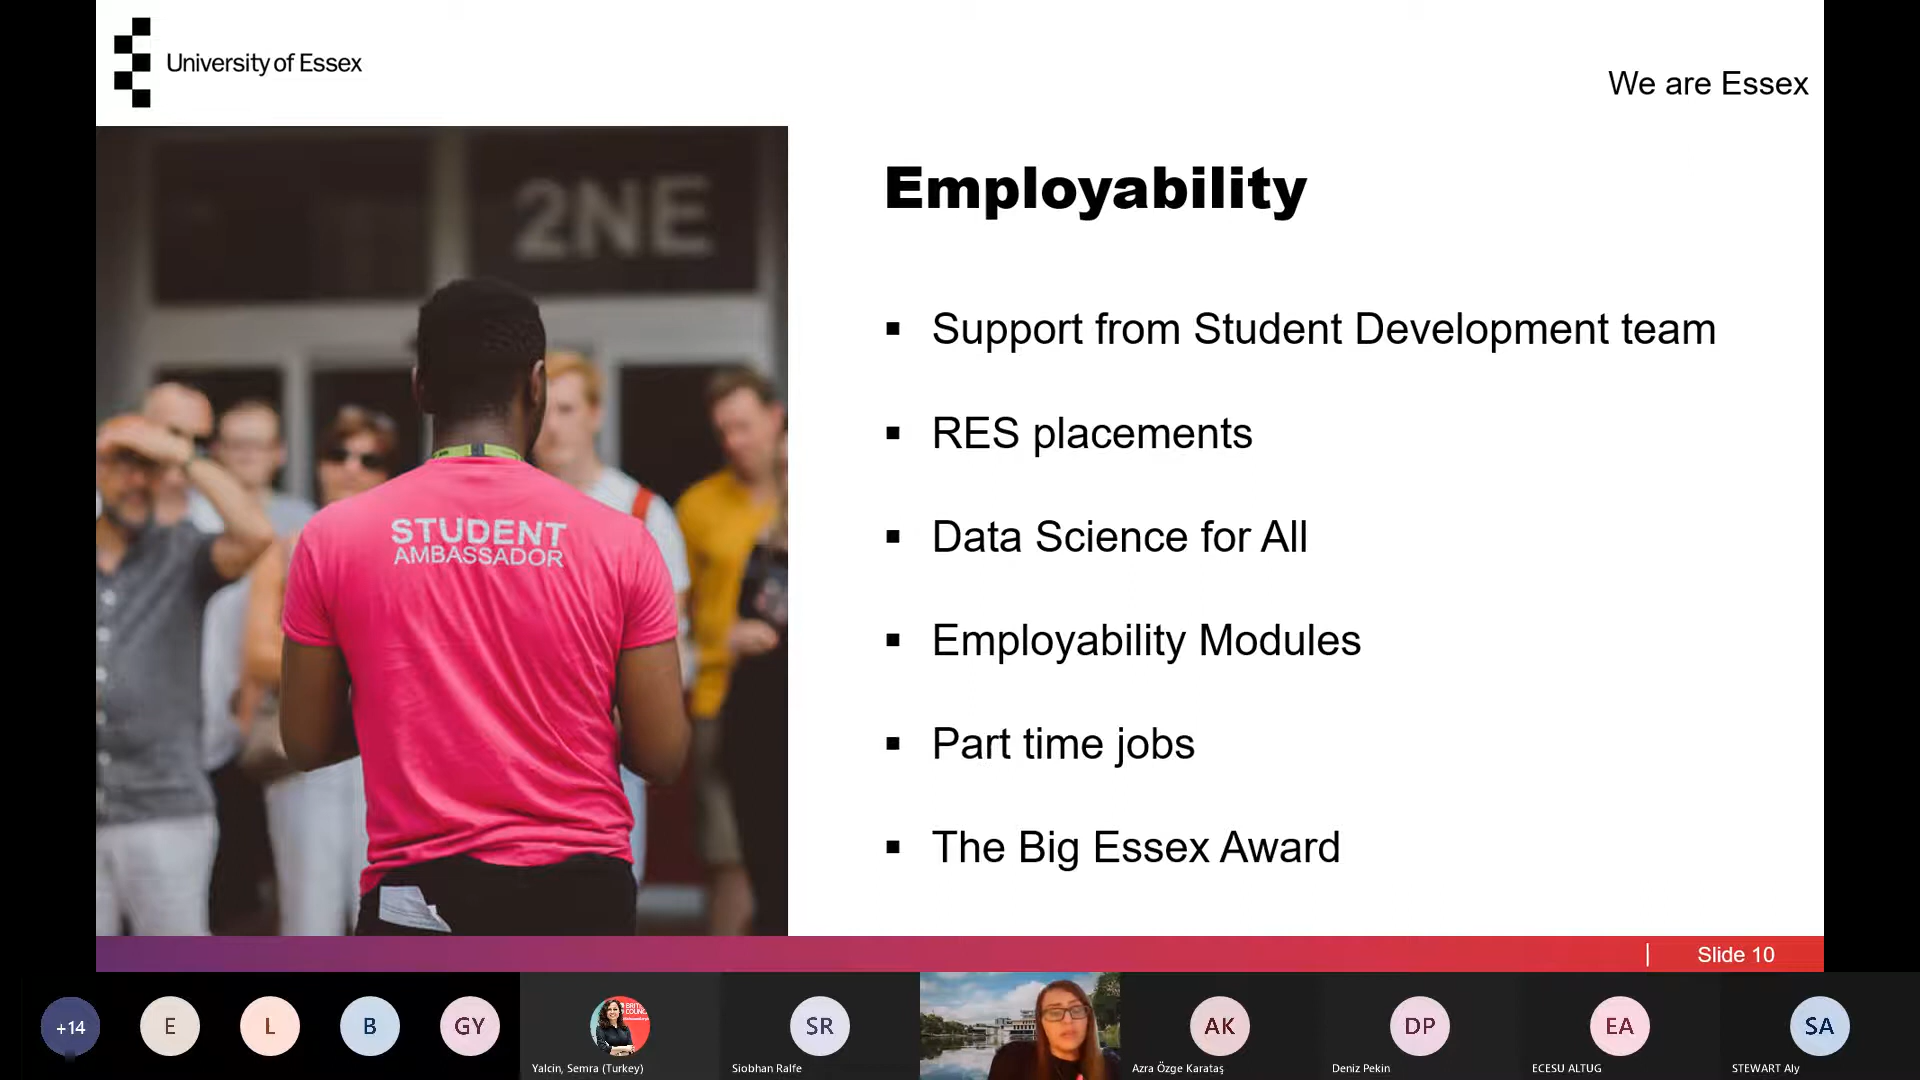 University of Essex
We are Essex
2NE
STUDENT
AMBASSADOR
Employability
▪ Support from Student Development team
▪ RES placements
▪ Data Science for All
▪ Employability Modules
▪ Part time jobs
▪ The Big Essex Award
Slide 10
+14
E
L
B
GY
Yalcin, Semra (Turkey)
SR
Siobhan Ralfe
AK
Azra Özge Karataş
DP
Deniz Pekin
EA
ECESU ALTUG
SA
STEWART Aly